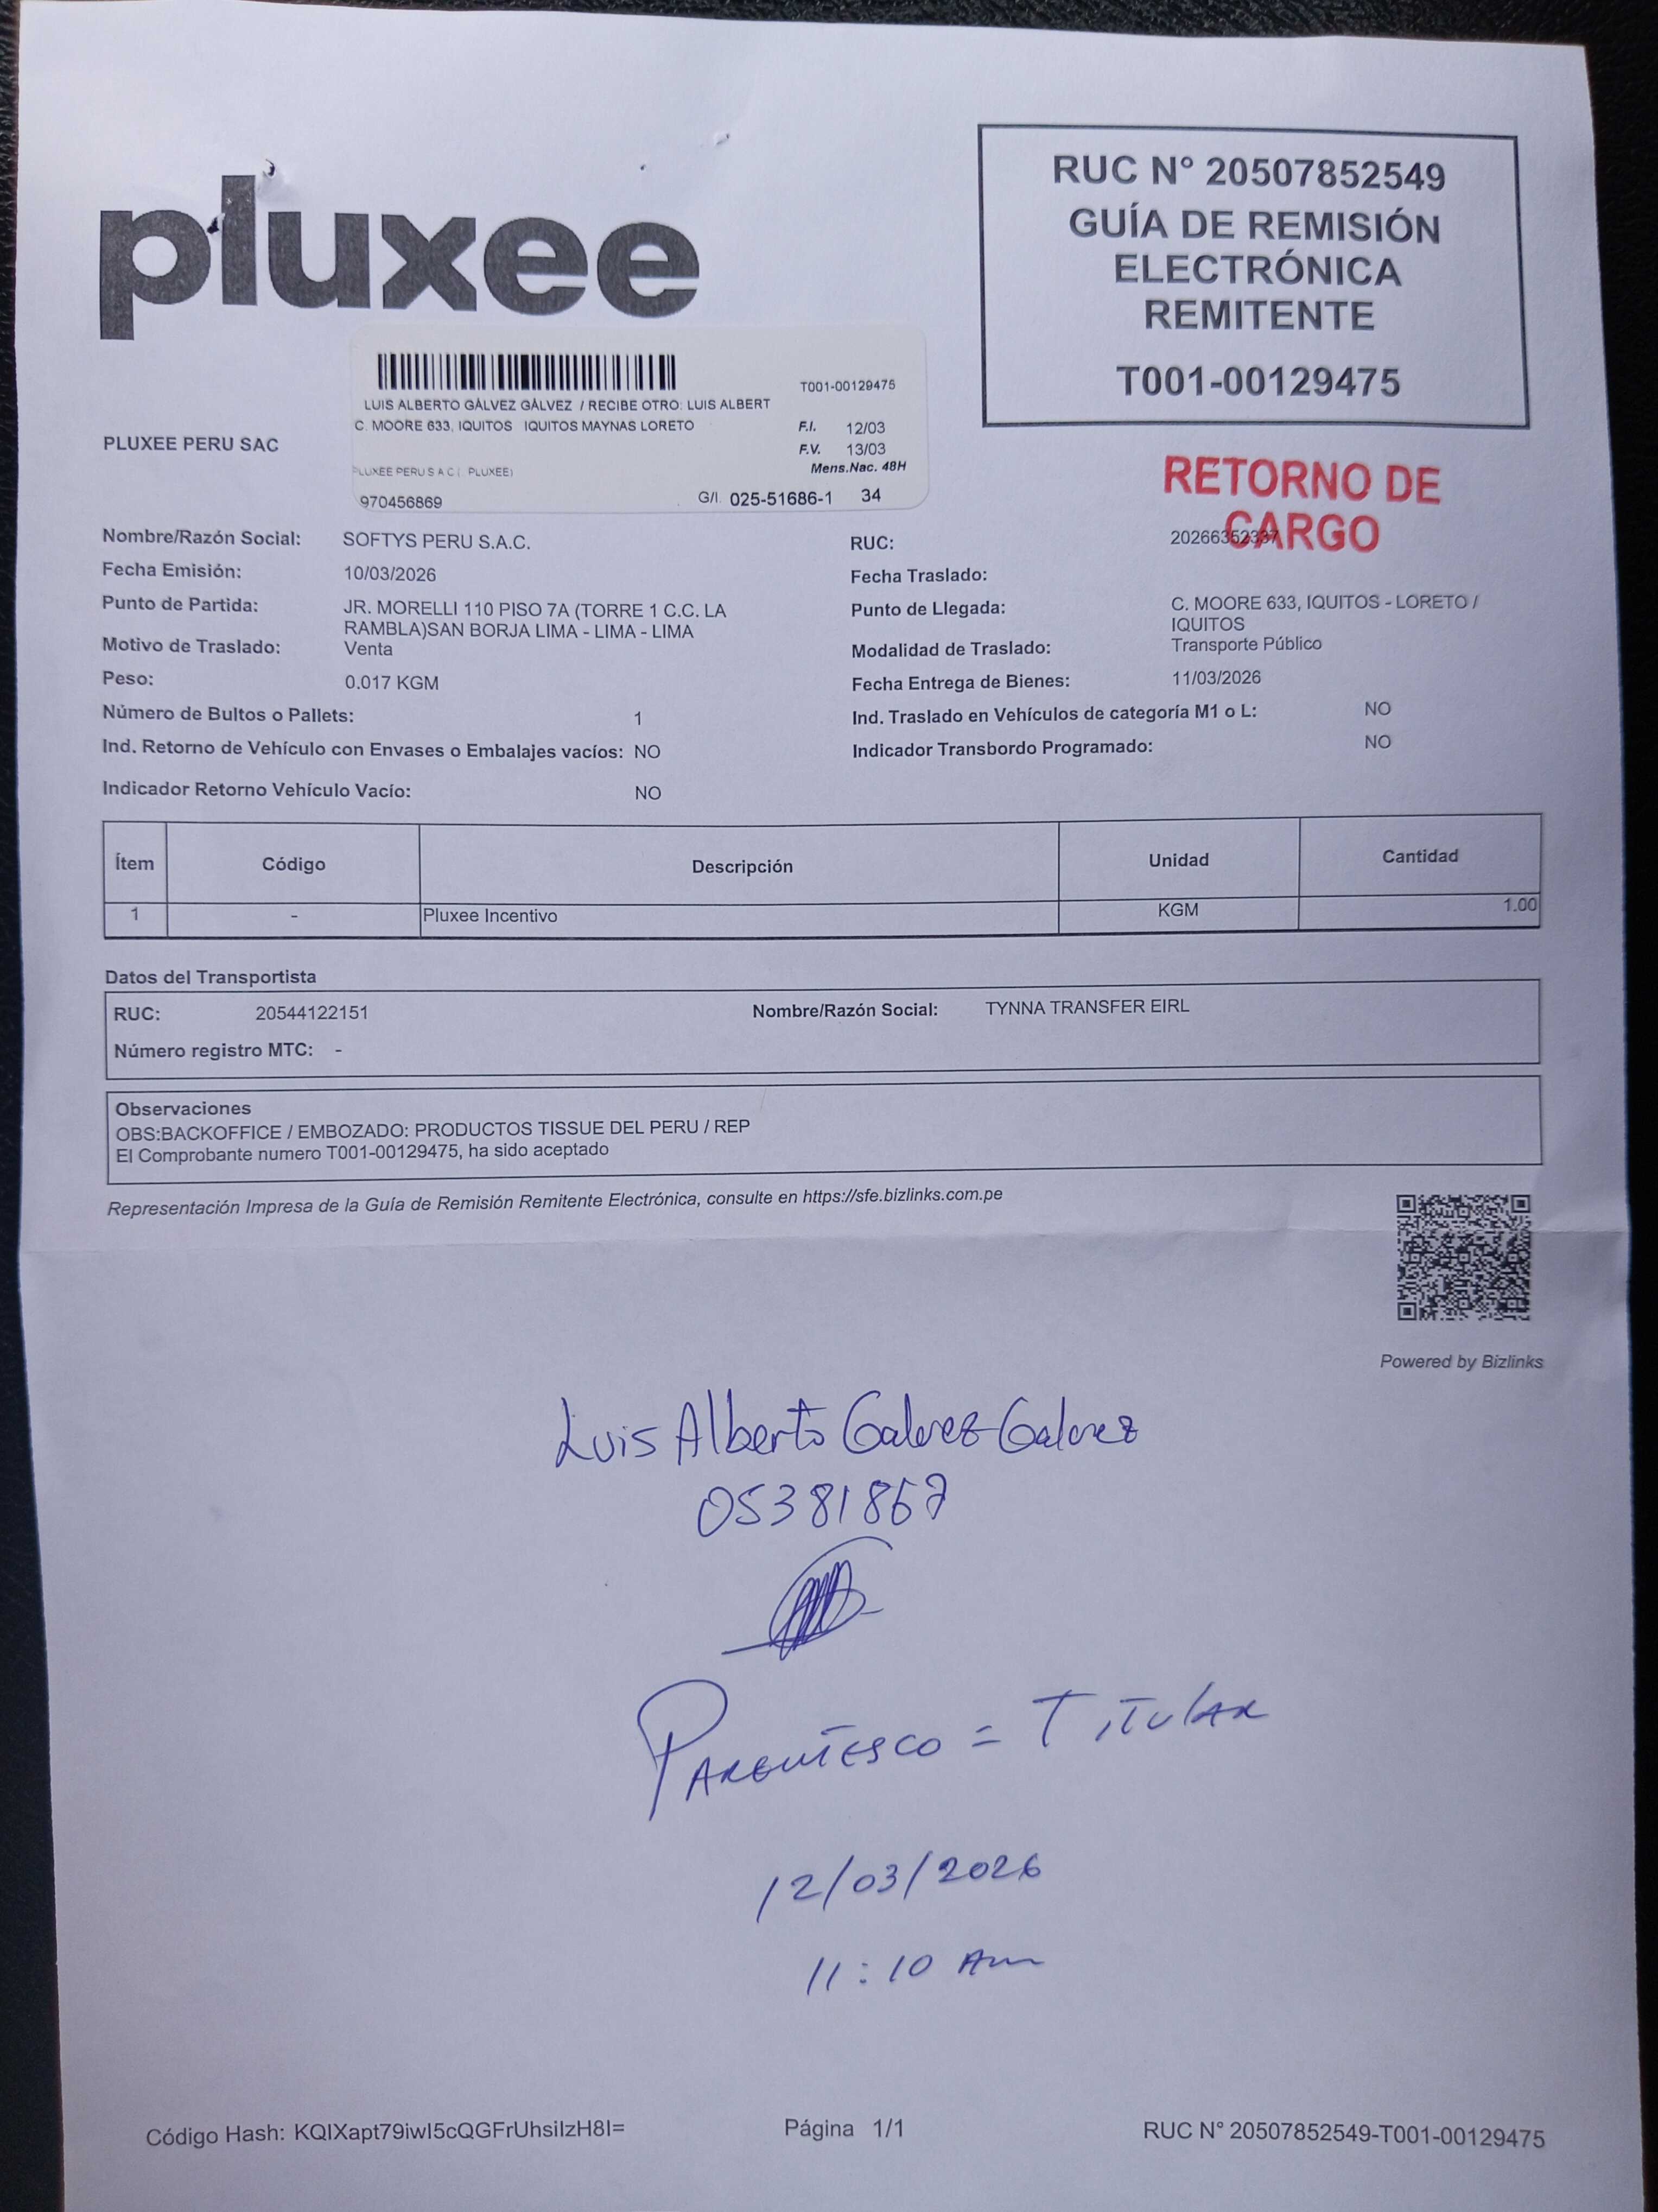 pluxee
RUC N° 20507852549
GUÍA DE REMISIÓN
ELECTRÓNICA
REMITENTE
T001-00129475
T001-00129475
LUIS ALBERTO GÁLVEZ GÁLVEZ / RECIBE OTRO: LUIS ALBERT
C. MOORE 633, IQUITOS IQUITOS MAYNAS LORETO
F.I. 12/03
F.V. 13/03
Mens.Nac. 48H
PLUXEE PERU S A C ( PLUXEE)
970456869
G/I. 025-51686-1 34
PLUXEE PERU SAC
RETORNO DE
CARGO
Nombre/Razón Social: SOFTYS PERU S.A.C.
RUC: 20266352337
Fecha Emisión: 10/03/2026
Fecha Traslado:
Punto de Partida: JR. MORELLI 110 PISO 7A (TORRE 1 C.C. LA
RAMBLA)SAN BORJA LIMA - LIMA - LIMA
Punto de Llegada: C. MOORE 633, IQUITOS - LORETO /
IQUITOS
Motivo de Traslado: Venta
Modalidad de Traslado: Transporte Público
Peso: 0.017 KGM
Fecha Entrega de Bienes: 11/03/2026
Número de Bultos o Pallets: 1
Ind. Traslado en Vehículos de categoría M1 o L: NO
Ind. Retorno de Vehículo con Envases o Embalajes vacíos: NO
Indicador Transbordo Programado: NO
Indicador Retorno Vehículo Vacío: NO
Ítem Código Descripción Unidad Cantidad
1 - Pluxee Incentivo KGM 1.00
Datos del Transportista
RUC: 20544122151 Nombre/Razón Social: TYNNA TRANSFER EIRL
Número registro MTC: -
Observaciones
OBS:BACKOFFICE / EMBOZADO: PRODUCTOS TISSUE DEL PERU / REP
El Comprobante numero T001-00129475, ha sido aceptado
Representación Impresa de la Guía de Remisión Remitente Electrónica, consulte en https://sfe.bizlinks.com.pe
Powered by Bizlinks
Luis Alberto Galvez Galvez
05381867
PARENTESCO = TITULAR
12/03/2026
11:10 Am
Código Hash: KQIXapt79iwI5cQGFrUhsiIzH8I=
Página 1/1
RUC N° 20507852549-T001-00129475